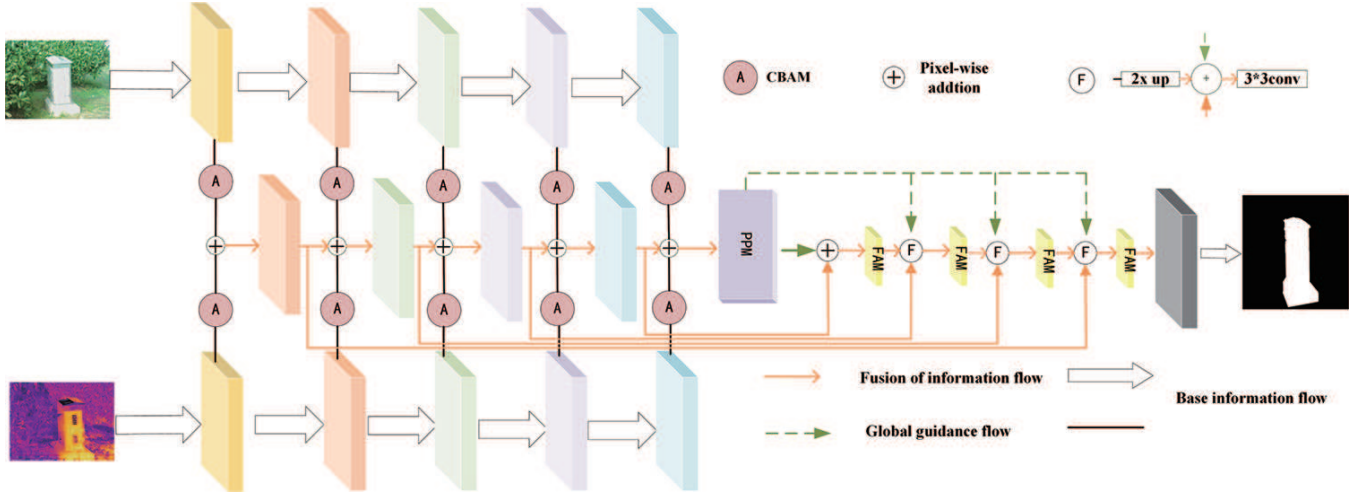 A
CBAM
+
Pixel-wise
addtion
F
2x up
+
3*3conv
A
A
A
A
A
+
+
+
+
+
PPM
+
FAM
F
FAM
F
FAM
F
FAM
A
A
A
A
A
Fusion of information flow
Base information flow
Global guidance flow